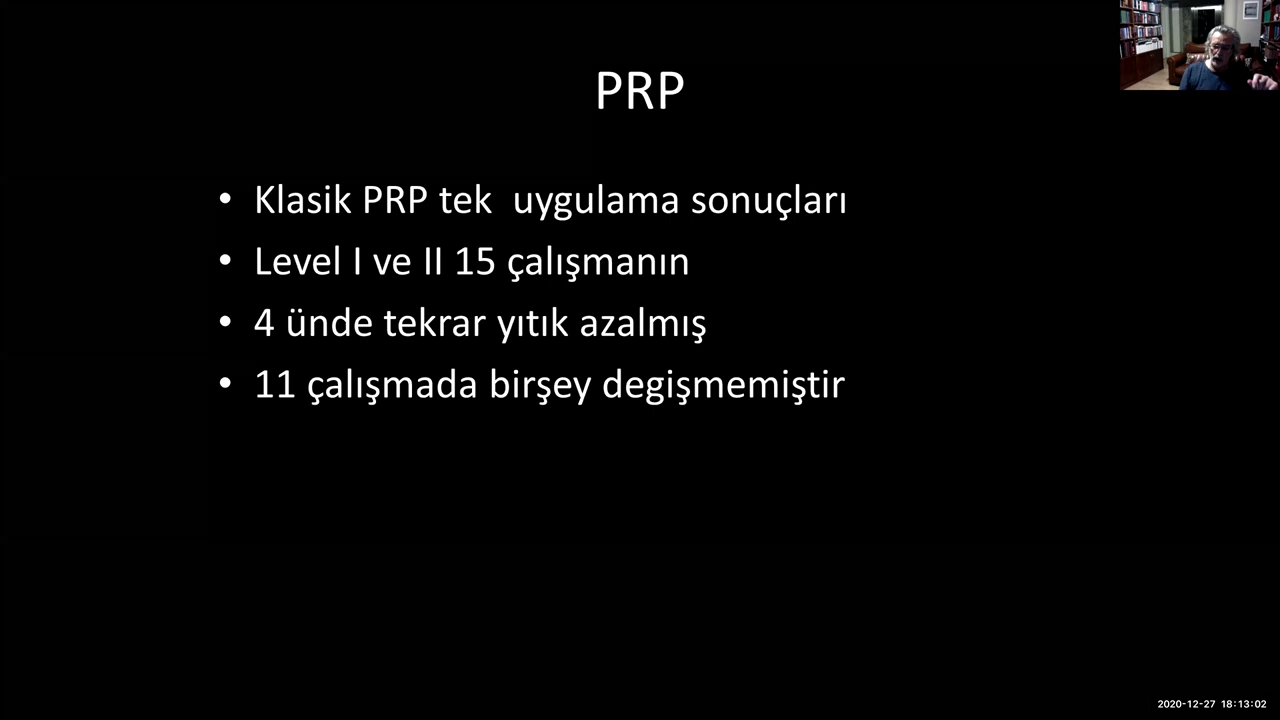 PRP
• Klasik PRP tek  uygulama sonuçları
• Level I ve II 15 çalışmanın
• 4 ünde tekrar yıtık azalmış
• 11 çalışmada birşey degişmemiştir
2020-12-27 18:13:02